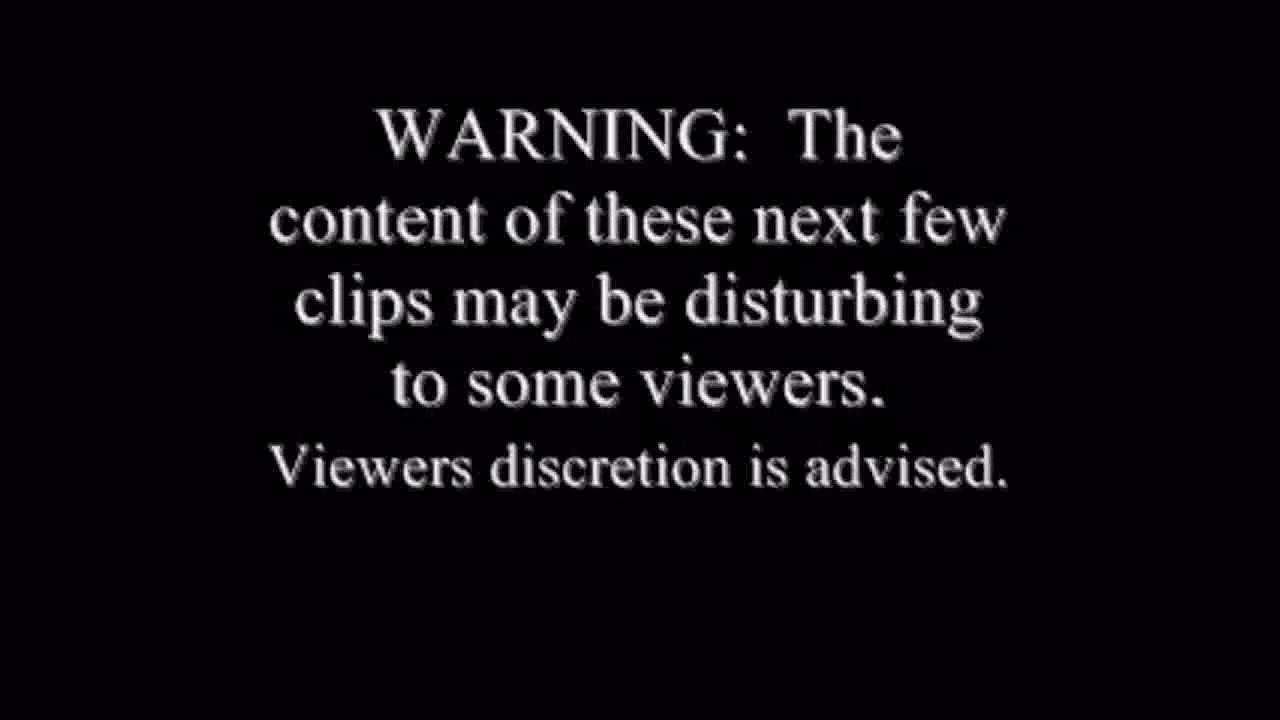 WARNING: The
content of these next few
clips may be disturbing
to some viewers.
Viewers discretion is advised.